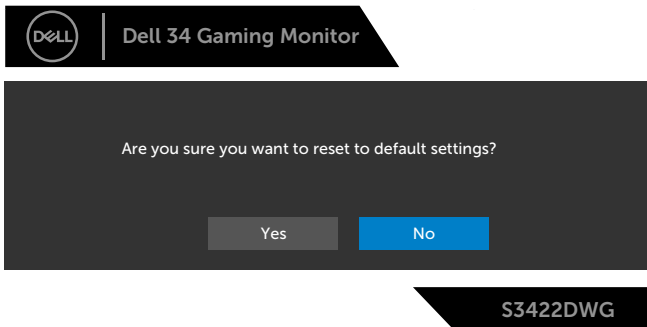 DELL
Dell 34 Gaming Monitor
Are you sure you want to reset to default settings?
Yes
No
S3422DWG